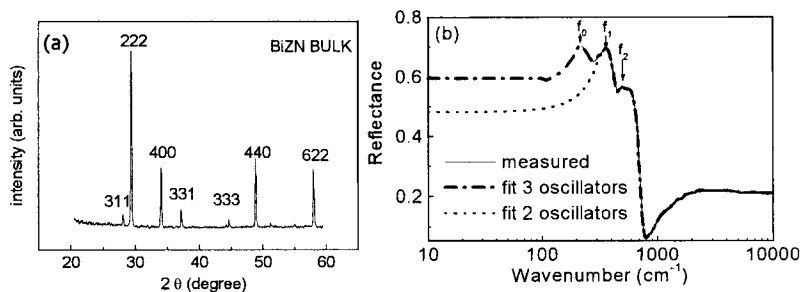 (a)
222
BiZN BULK
311
400
331
333
440
622
intensity (arb. units)
20 30 40 50 60 70
2 θ (degree)
(b)
f0
f1
f2
0.8
0.6
0.4
0.2
Reflectance
measured
fit 3 oscillators
fit 2 oscillators
10 100 1000 10000
Wavenumber (cm⁻¹)